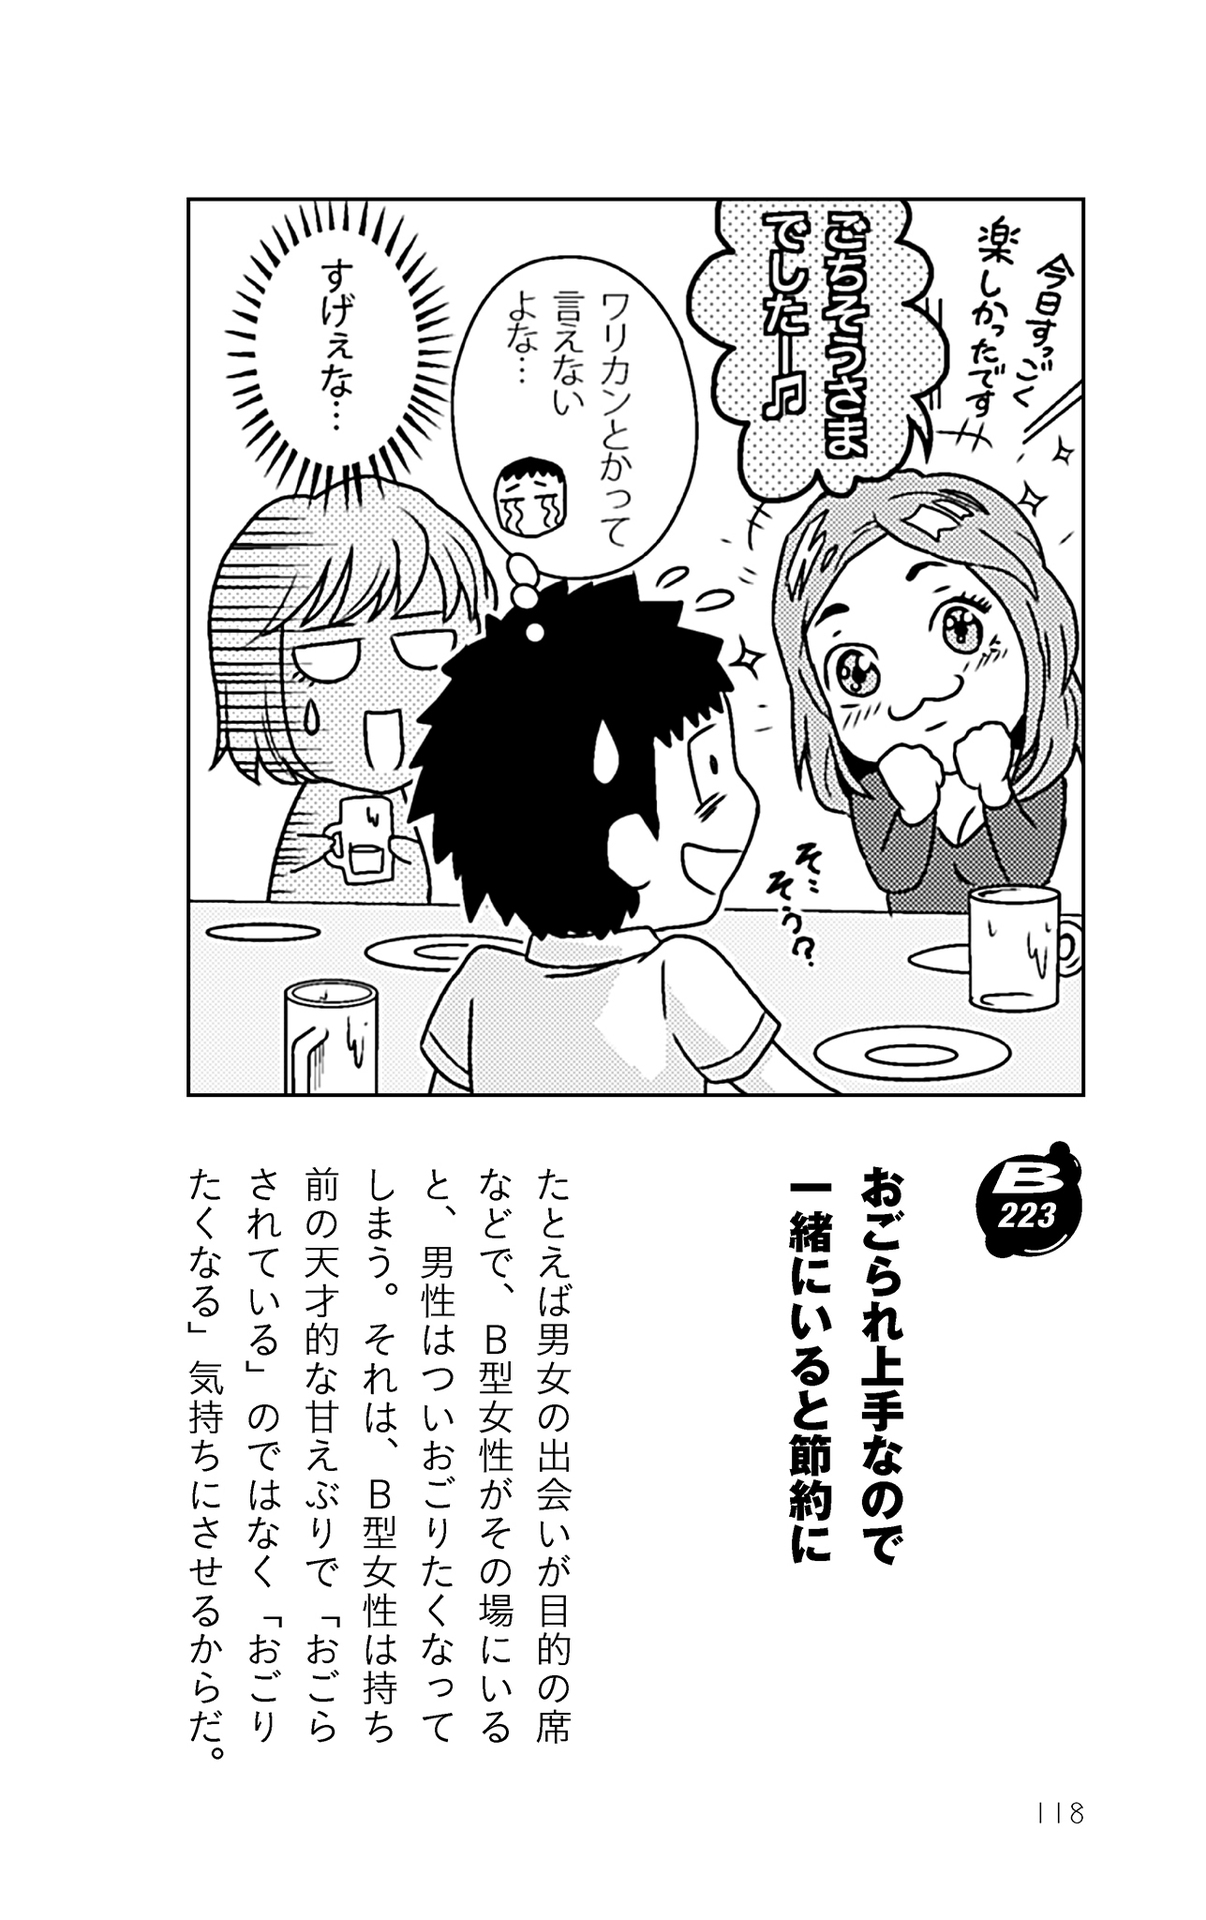 今日すっごく
楽しかったです
ごちそうさま
でしたー♫
ワリカンとかって
言えない
よな…
すげぇな…
そ…
そう?
B
223
おごられ上手なので
一緒にいると節約に
たとえば男女の出会いが目的の席
などで、B型女性がその場にいる
と、男性はついおごりたくなって
しまう。それは、B型女性は持ち
前の天才的な甘えぶりで「おごら
されている」のではなく「おごり
たくなる」気持ちにさせるからだ。
118